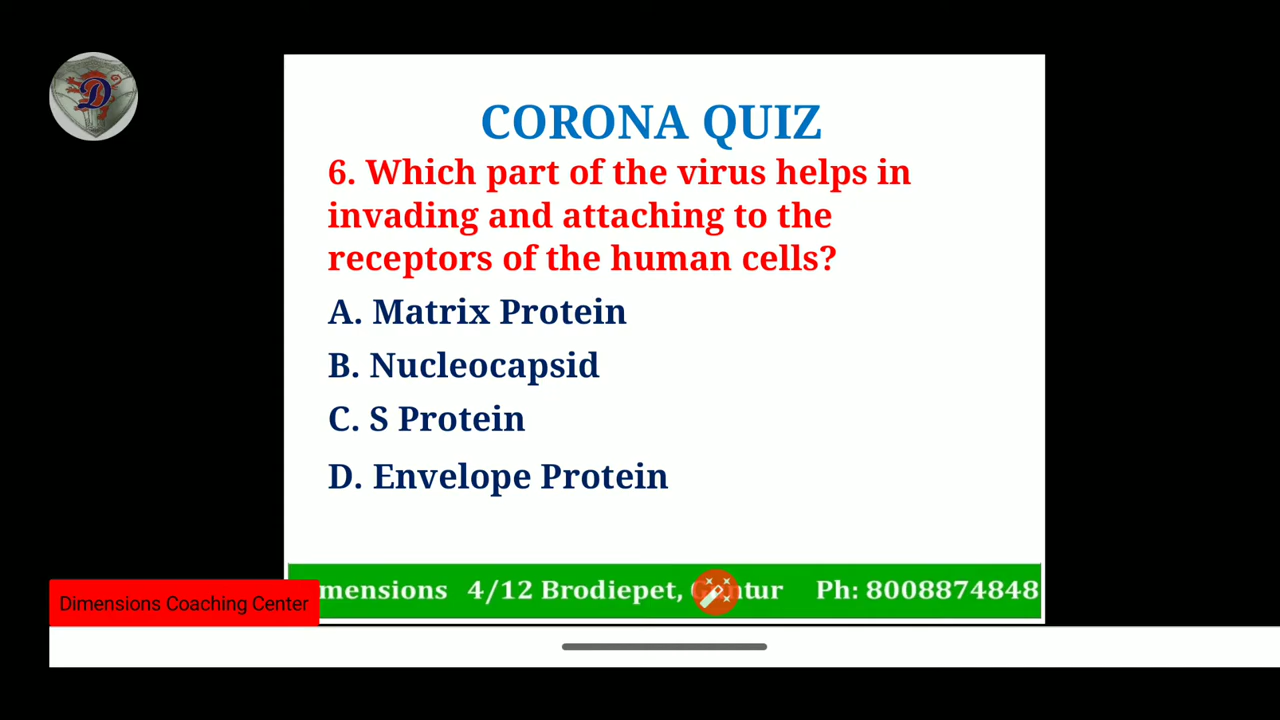 D
CORONA QUIZ
6. Which part of the virus helps in
invading and attaching to the
receptors of the human cells?
A. Matrix Protein
B. Nucleocapsid
C. S Protein
D. Envelope Protein
mensions 4/12 Brodiepet, Ph: 8008874848
Dimensions Coaching Center